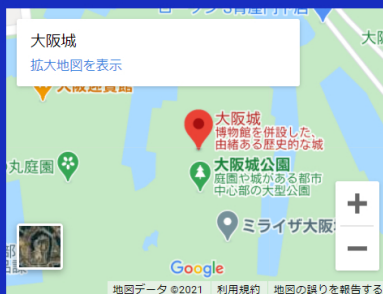 大阪城
拡大地図を表示
大阪迎賓館
大阪城
博物館を併設した、
由緒ある歴史的な城
丸庭園
大阪城公園
庭園や城がある都市
中心部の大型公園
ミライザ大阪
+
−
Google
地図データ ©2021 利用規約 地図の誤りを報告する